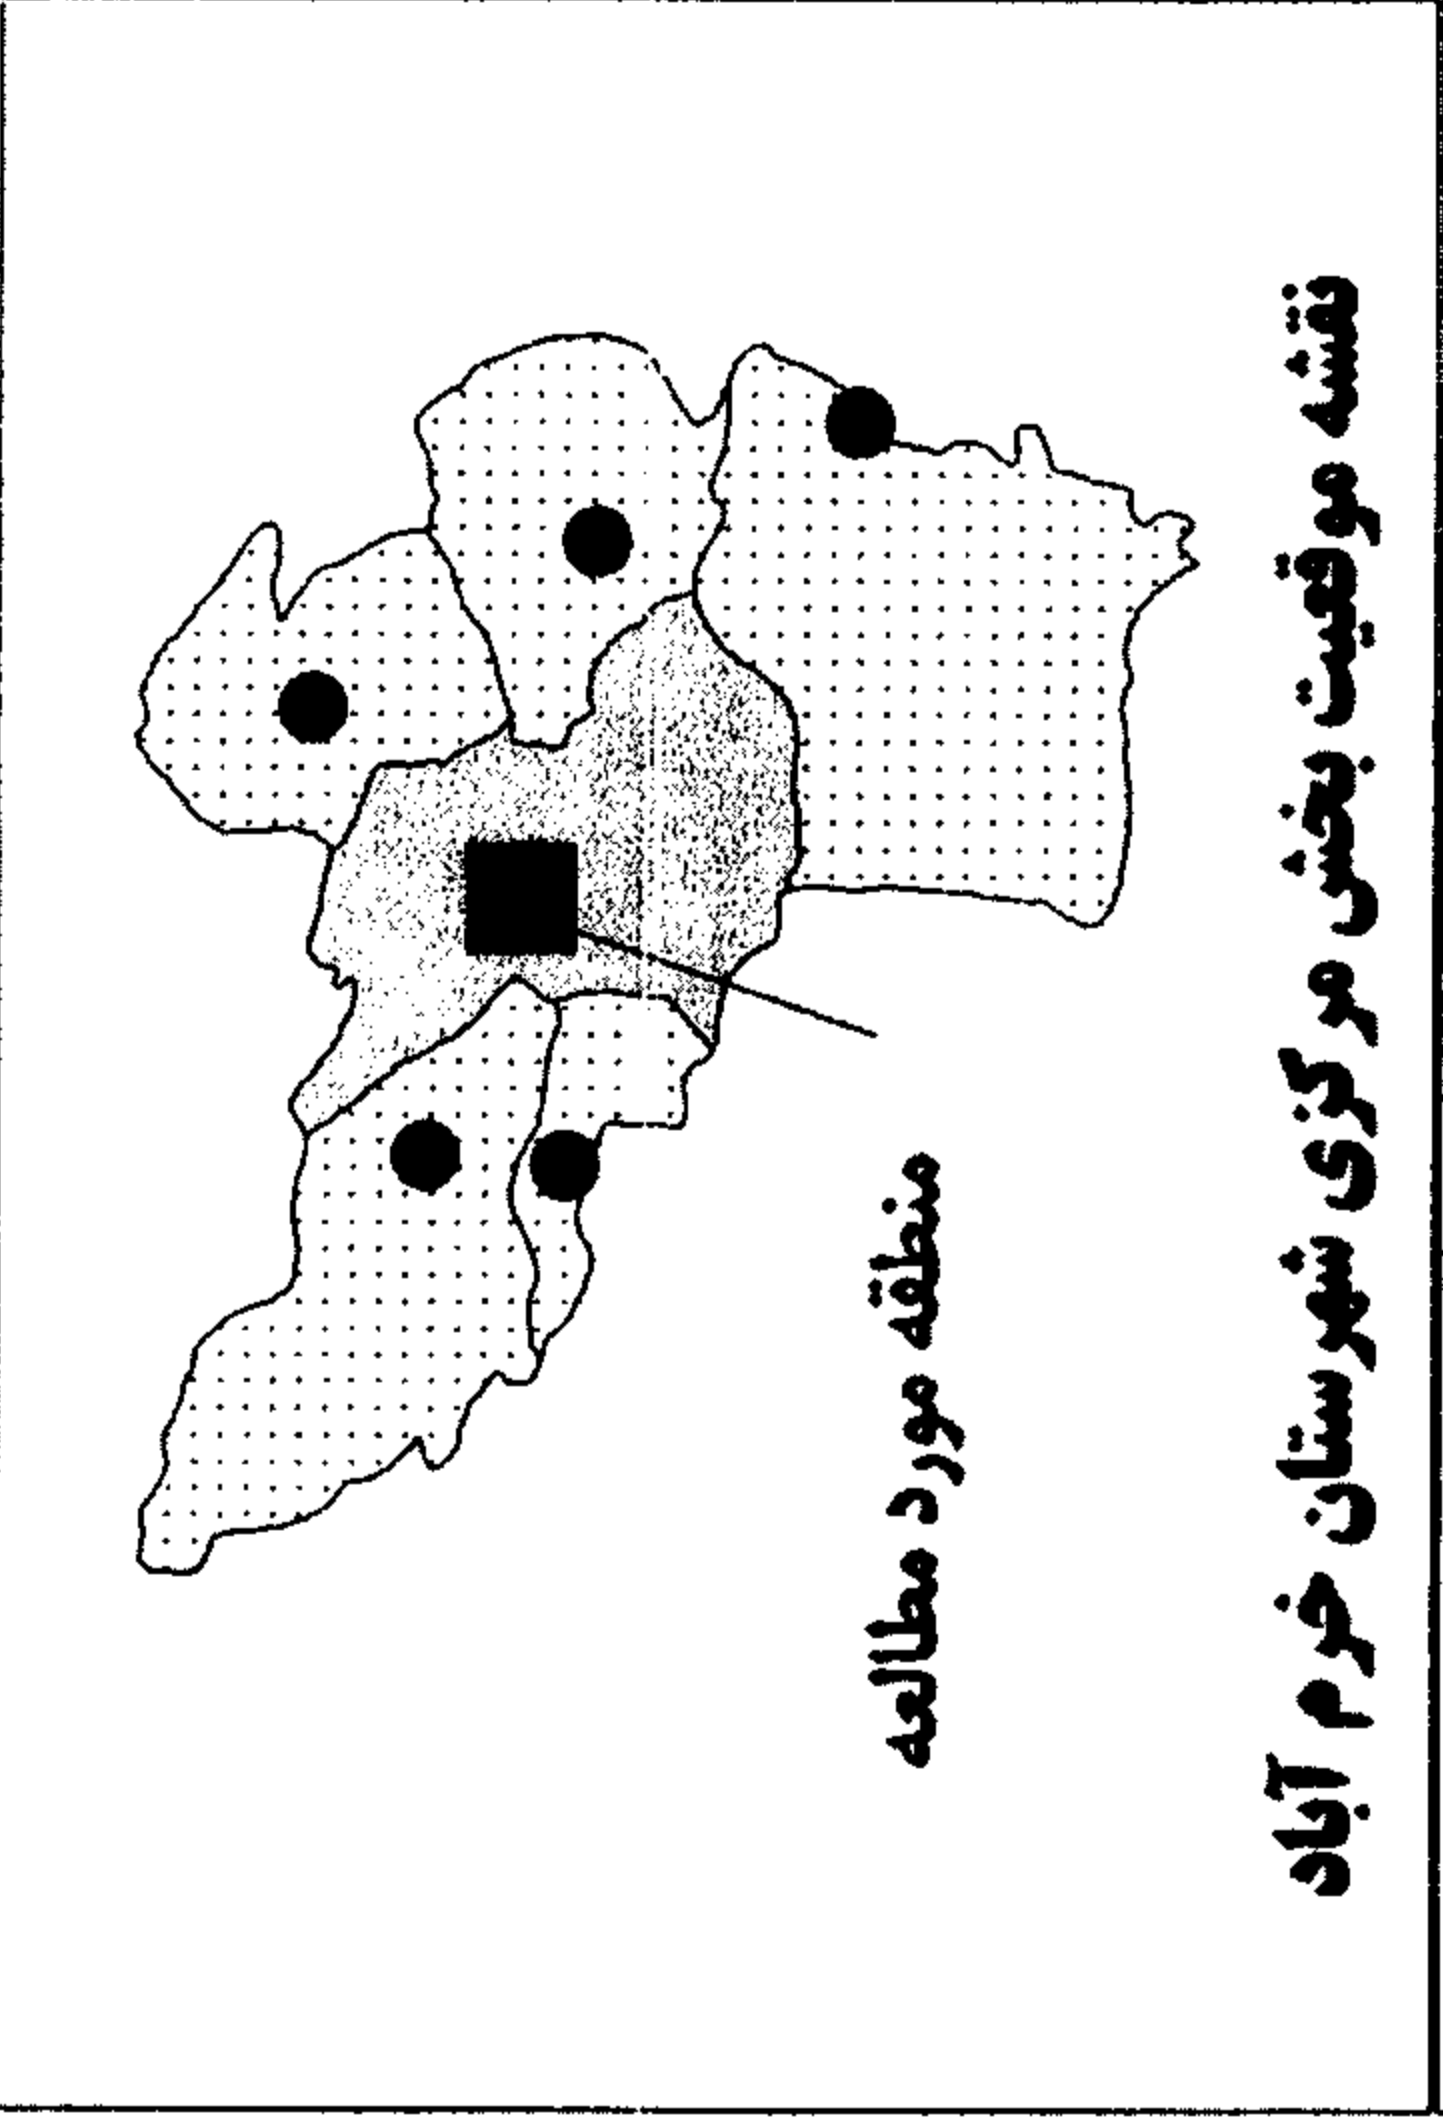 منطقه مورد مطالعه
نقشه موقعیت بخش مرکزی شهرستان خرم آباد